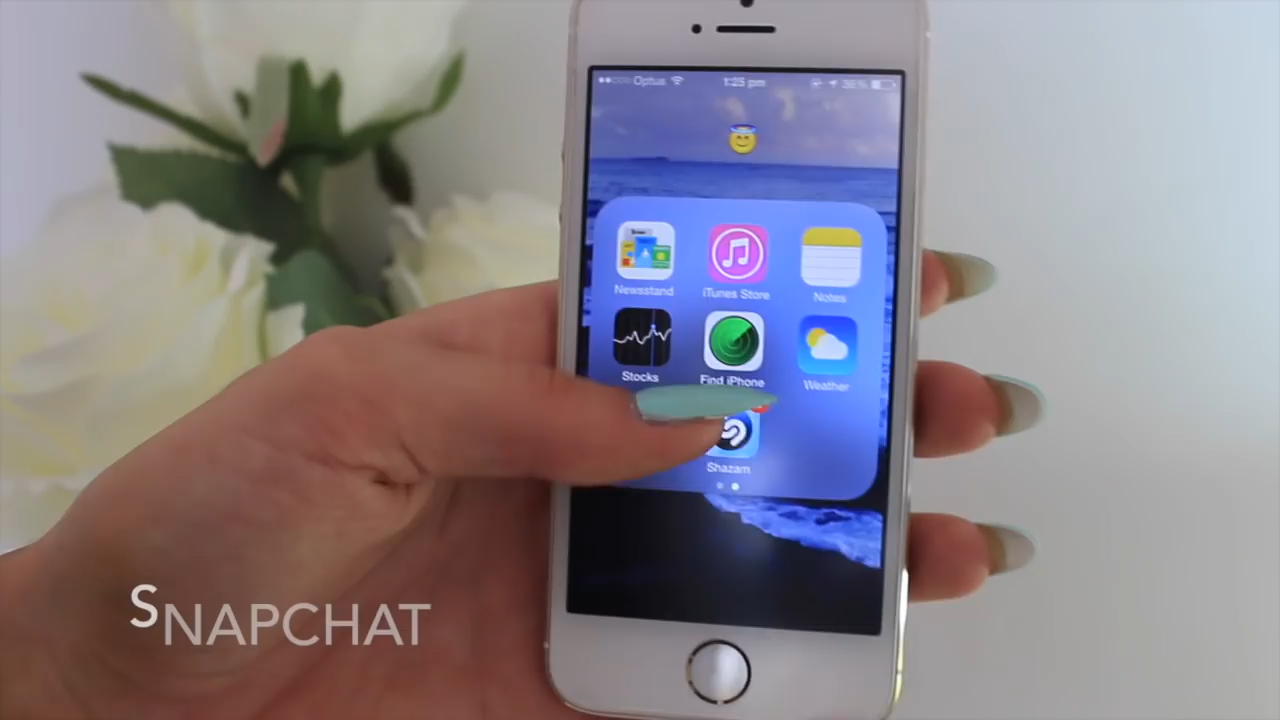 Optus 1:25 pm 36%
Newsstand iTunes Store Notes
Stocks Find iPhone Weather
Shazam
SNAPCHAT